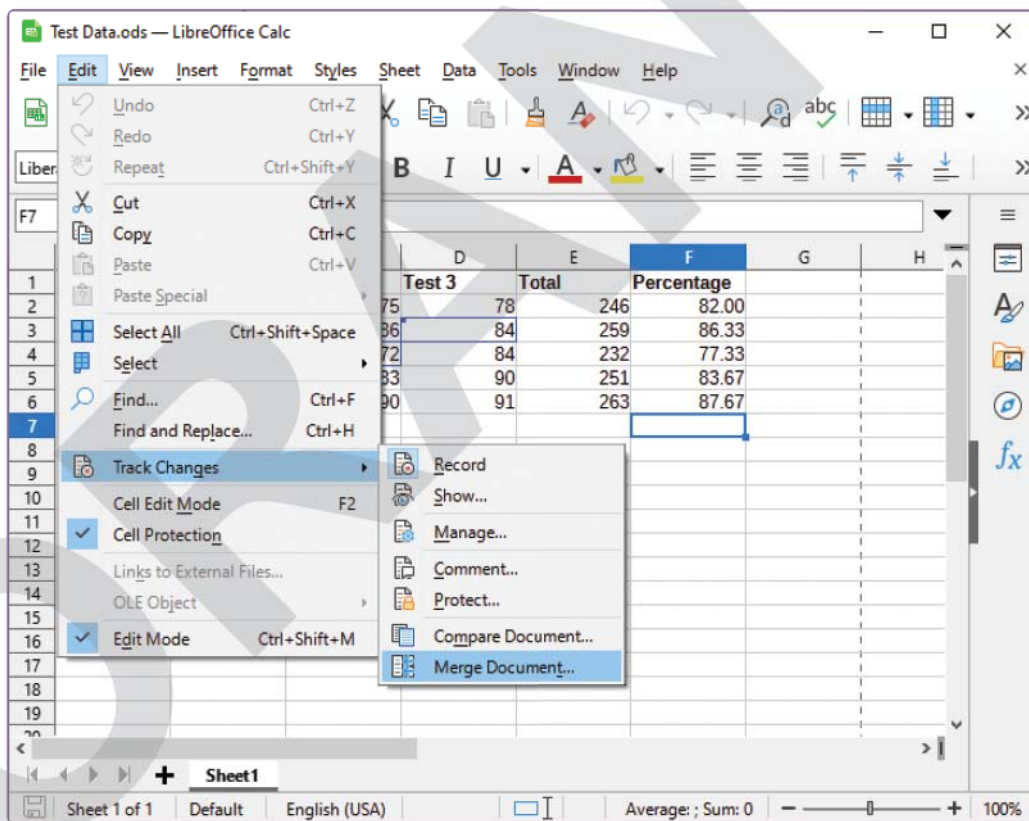 Test Data.ods — LibreOffice Calc
File Edit View Insert Format Styles Sheet Data Tools Window Help
Undo Ctrl+Z
Redo Ctrl+Y
Repeat Ctrl+Shift+Y
Cut Ctrl+X
Copy Ctrl+C
Paste Ctrl+V
Paste Special
Select All Ctrl+Shift+Space
Select
Find... Ctrl+F
Find and Replace... Ctrl+H
Track Changes
Cell Edit Mode F2
Cell Protection
Links to External Files...
OLE Object
Edit Mode Ctrl+Shift+M
Record
Show...
Manage...
Comment...
Protect...
Compare Document...
Merge Document...
abc
Liber B I U A
F7
D E F G H
1 Test 3 Total Percentage
2 75 78 246 82.00
3 86 84 259 86.33
4 72 84 232 77.33
5 83 90 251 83.67
6 90 91 263 87.67
7
8
9
10
11
12
13
14
15
16
17
18
19
fx
Sheet1
Sheet 1 of 1 Default English (USA) Average: ; Sum: 0 100%